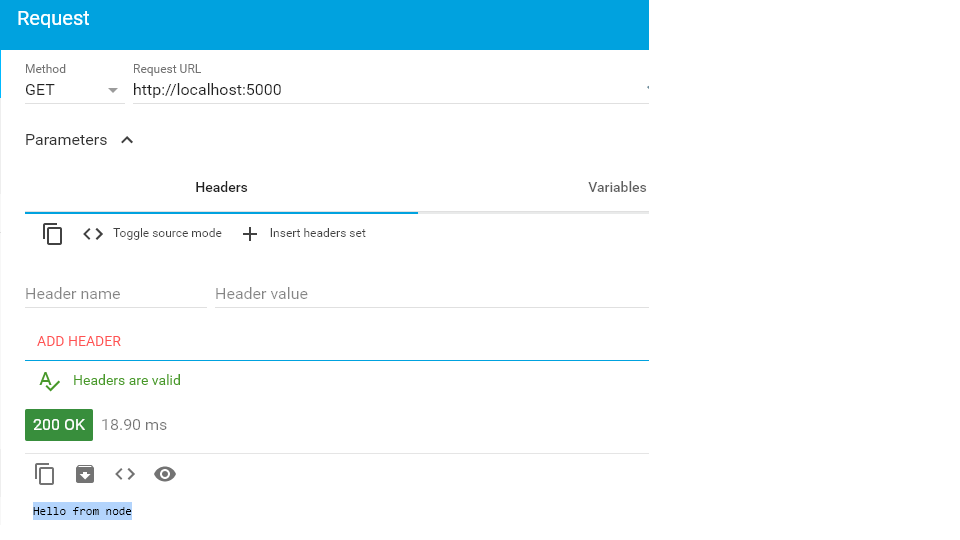 Request
Method
Request URL
GET
http://localhost:5000
Parameters
Headers
Variables
Toggle source mode
Insert headers set
Header name
Header value
ADD HEADER
Headers are valid
200 OK
18.90 ms
Hello from node